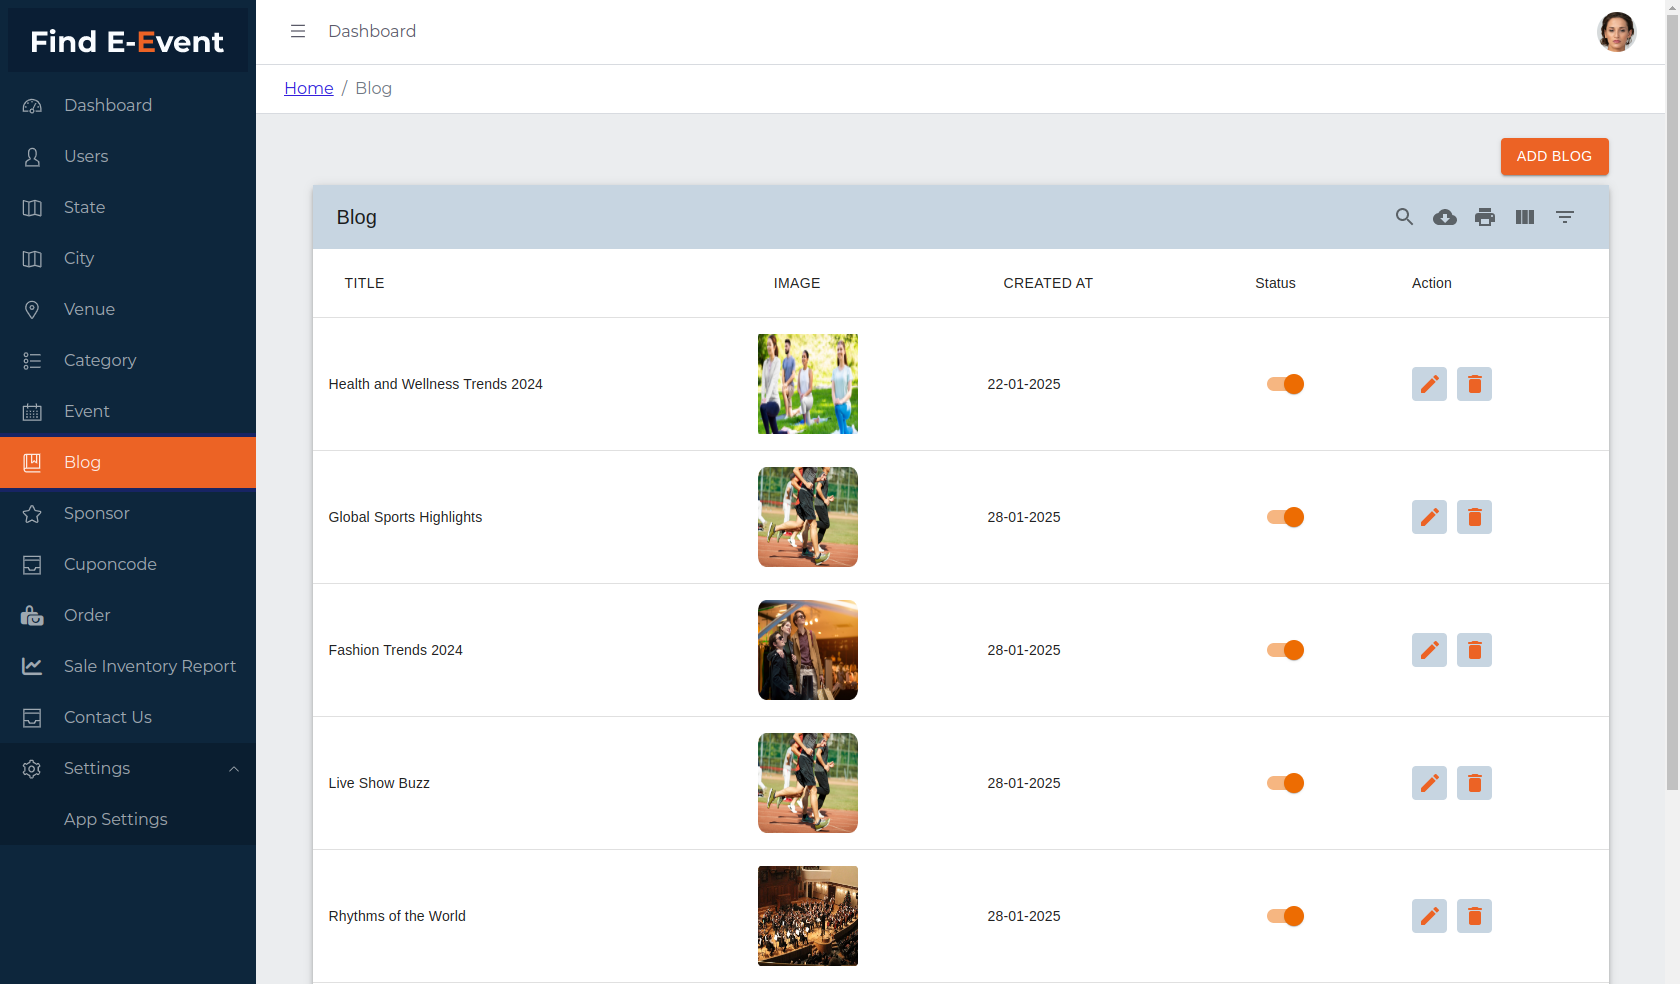 Find E-Event
Dashboard
Users
State
City
Venue
Category
Event
Blog
Sponsor
Cuponcode
Order
Sale Inventory Report
Contact Us
Settings
App Settings
Dashboard
Home / Blog
ADD BLOG
Blog
TITLE IMAGE CREATED AT Status Action
Health and Wellness Trends 2024 22-01-2025
Global Sports Highlights 28-01-2025
Fashion Trends 2024 28-01-2025
Live Show Buzz 28-01-2025
Rhythms of the World 28-01-2025